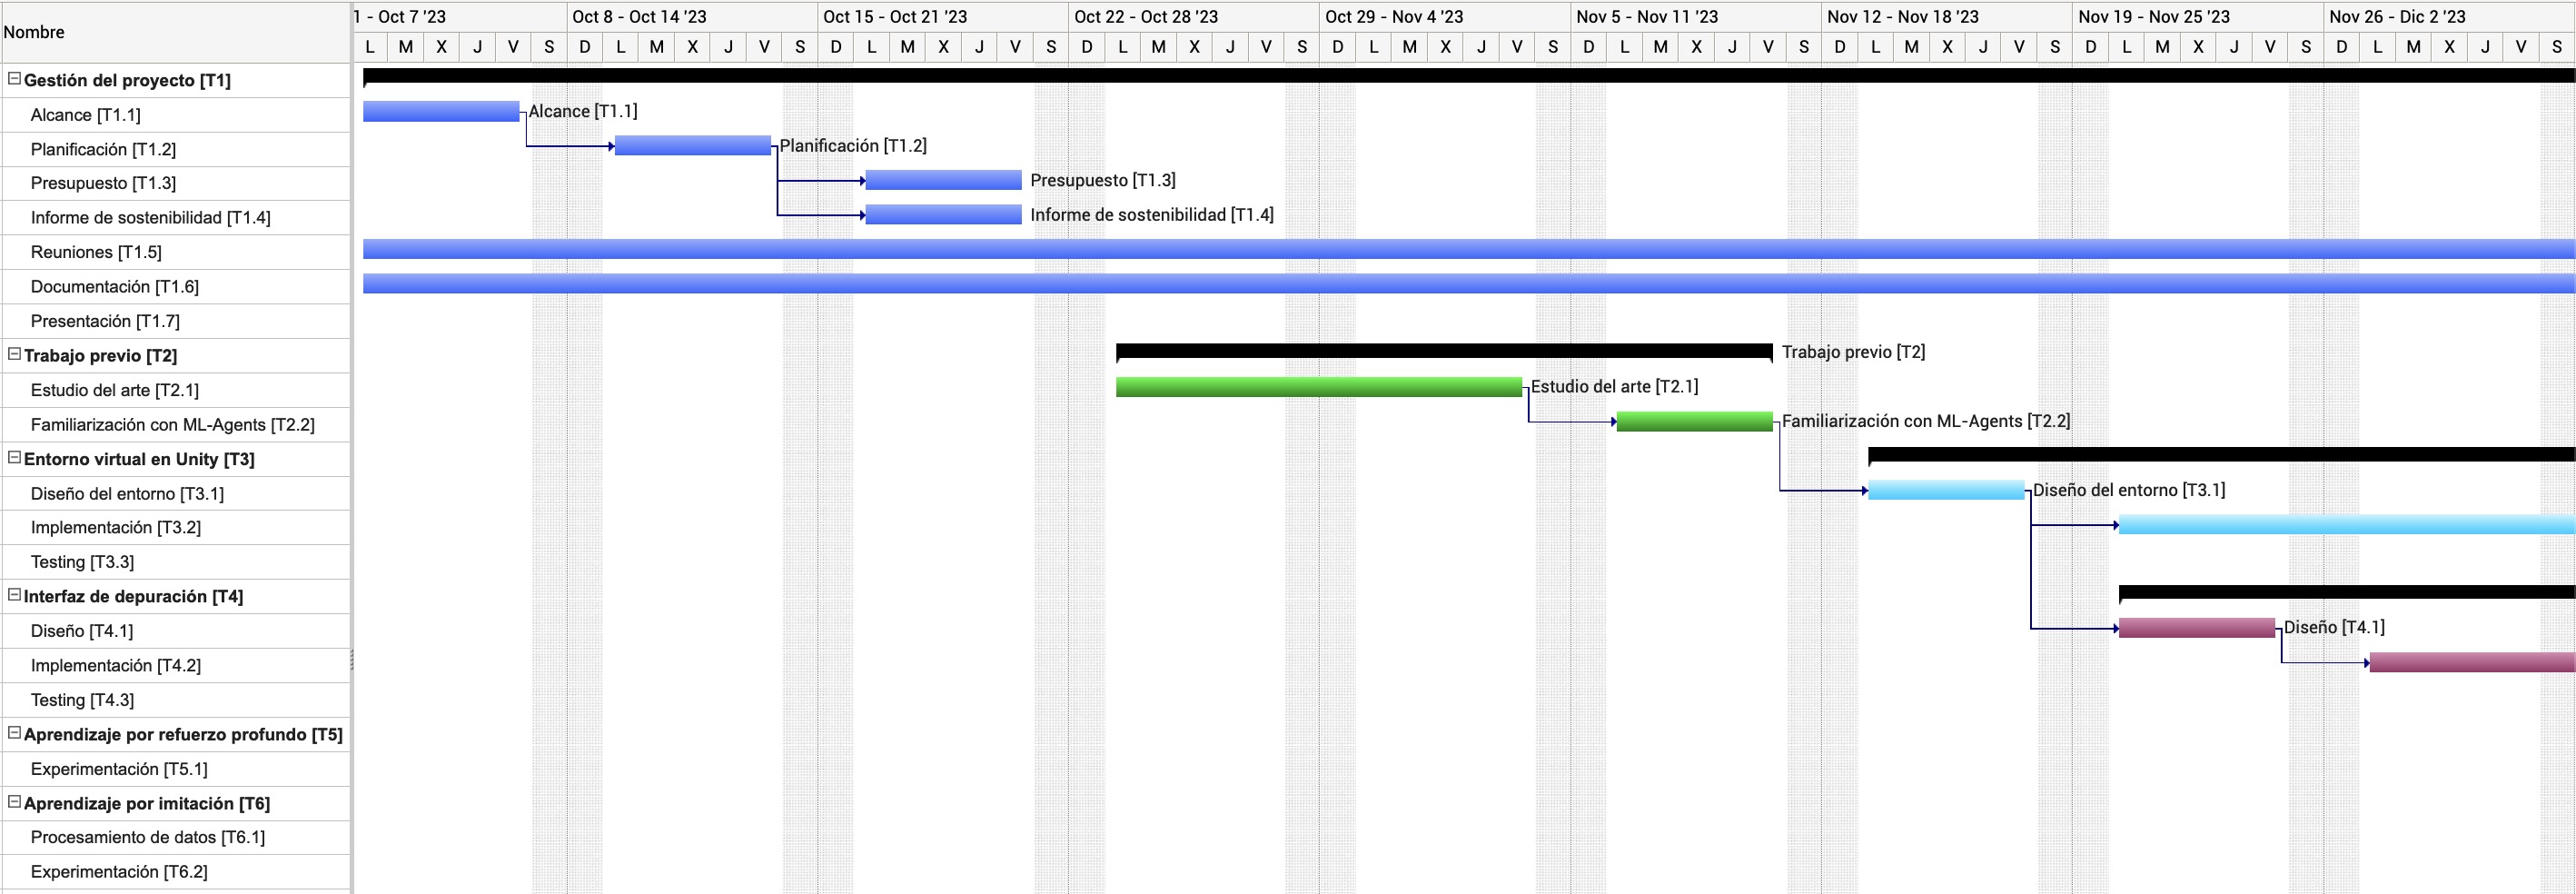 Nombre
1 - Oct 7 '23 Oct 8 - Oct 14 '23 Oct 15 - Oct 21 '23 Oct 22 - Oct 28 '23 Oct 29 - Nov 4 '23 Nov 5 - Nov 11 '23 Nov 12 - Nov 18 '23 Nov 19 - Nov 25 '23 Nov 26 - Dic 2 '23
L M X J V S D L M X J V S D L M X J V S D L M X J V S D L M X J V S D L M X J V S D L M X J V S D L M X J V S D L M X J V S
Gestión del proyecto [T1]
Alcance [T1.1] Alcance [T1.1]
Planificación [T1.2] Planificación [T1.2]
Presupuesto [T1.3] Presupuesto [T1.3]
Informe de sostenibilidad [T1.4] Informe de sostenibilidad [T1.4]
Reuniones [T1.5]
Documentación [T1.6]
Presentación [T1.7]
Trabajo previo [T2] Trabajo previo [T2]
Estudio del arte [T2.1] Estudio del arte [T2.1]
Familiarización con ML-Agents [T2.2] Familiarización con ML-Agents [T2.2]
Entorno virtual en Unity [T3]
Diseño del entorno [T3.1] Diseño del entorno [T3.1]
Implementación [T3.2]
Testing [T3.3]
Interfaz de depuración [T4]
Diseño [T4.1] Diseño [T4.1]
Implementación [T4.2]
Testing [T4.3]
Aprendizaje por refuerzo profundo [T5]
Experimentación [T5.1]
Aprendizaje por imitación [T6]
Procesamiento de datos [T6.1]
Experimentación [T6.2]